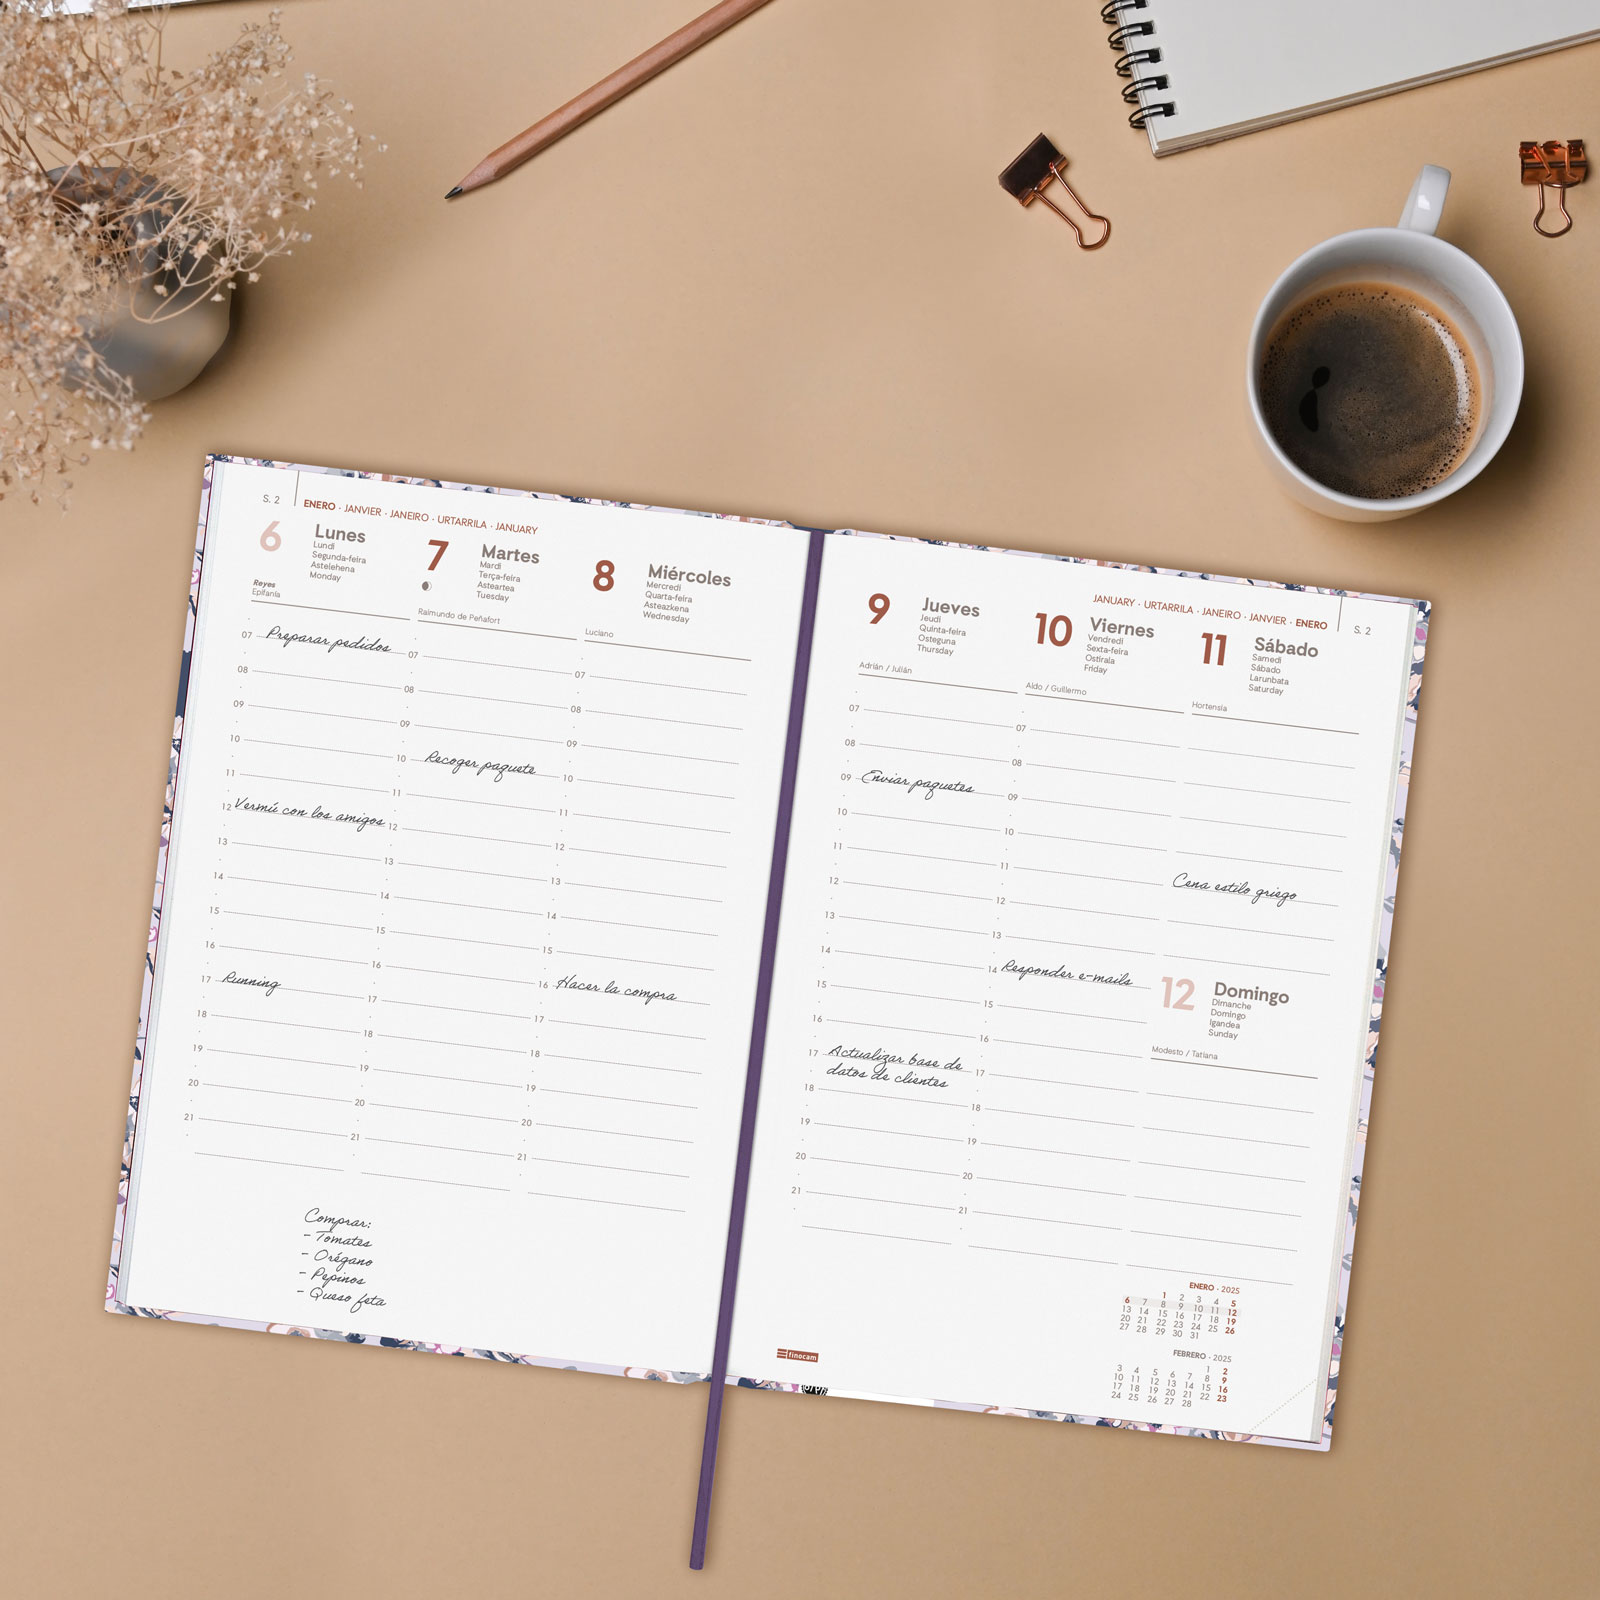 S. 2
ENERO · JANVIER · JANEIRO · URTARRILA · JANUARY
6
Lunes
Lundi
Segunda-feira
Astelehena
Monday
Reyes
Epifanía
07 Preparar pedidos
08
09
10
11
12 Vermú con los amigos
13
14
15
16
17 Running
18
19
20
21
7
Martes
Mardi
Terça-feira
Asteartea
Tuesday
Raimundo de Peñafort
07
08
09
10 Recoger paquete
11
12
13
14
15
16
17
18
19
20
21
8
Miércoles
Mercredi
Quarta-feira
Asteazkena
Wednesday
Luciano
07
08
09
10
11
12
13
14
15
16 Hacer la compra
17
18
19
20
21
Comprar:
- Tomates
- Orégano
- Pepinos
- Queso feta
JANUARY · URTARRILA · JANEIRO · JANVIER · ENERO
S. 2
9
Jueves
Jeudi
Quinta-feira
Osteguna
Thursday
Adrián / Julián
07
08
09 Enviar paquetes
10
11
12
13
14
15
16
17 Actualizar base de
datos de clientes
18
19
20
21
10
Viernes
Vendredi
Sexta-feira
Ostirala
Friday
Aldo / Guillermo
07
08
09
10
11
12
13
14 Responder e-mails
15
16
17
18
19
20
21
11
Sábado
Samedi
Sábado
Larunbata
Saturday
Hortensia
Cena estilo griego
12
Domingo
Dimanche
Domingo
Igandea
Sunday
Modesto / Tatiana
ENERO · 2025
1 2 3 4 5
6 7 8 9 10 11 12
13 14 15 16 17 18 19
20 21 22 23 24 25 26
27 28 29 30 31
FEBRERO · 2025
1 2
3 4 5 6 7 8 9
10 11 12 13 14 15 16
17 18 19 20 21 22 23
24 25 26 27 28
finocam